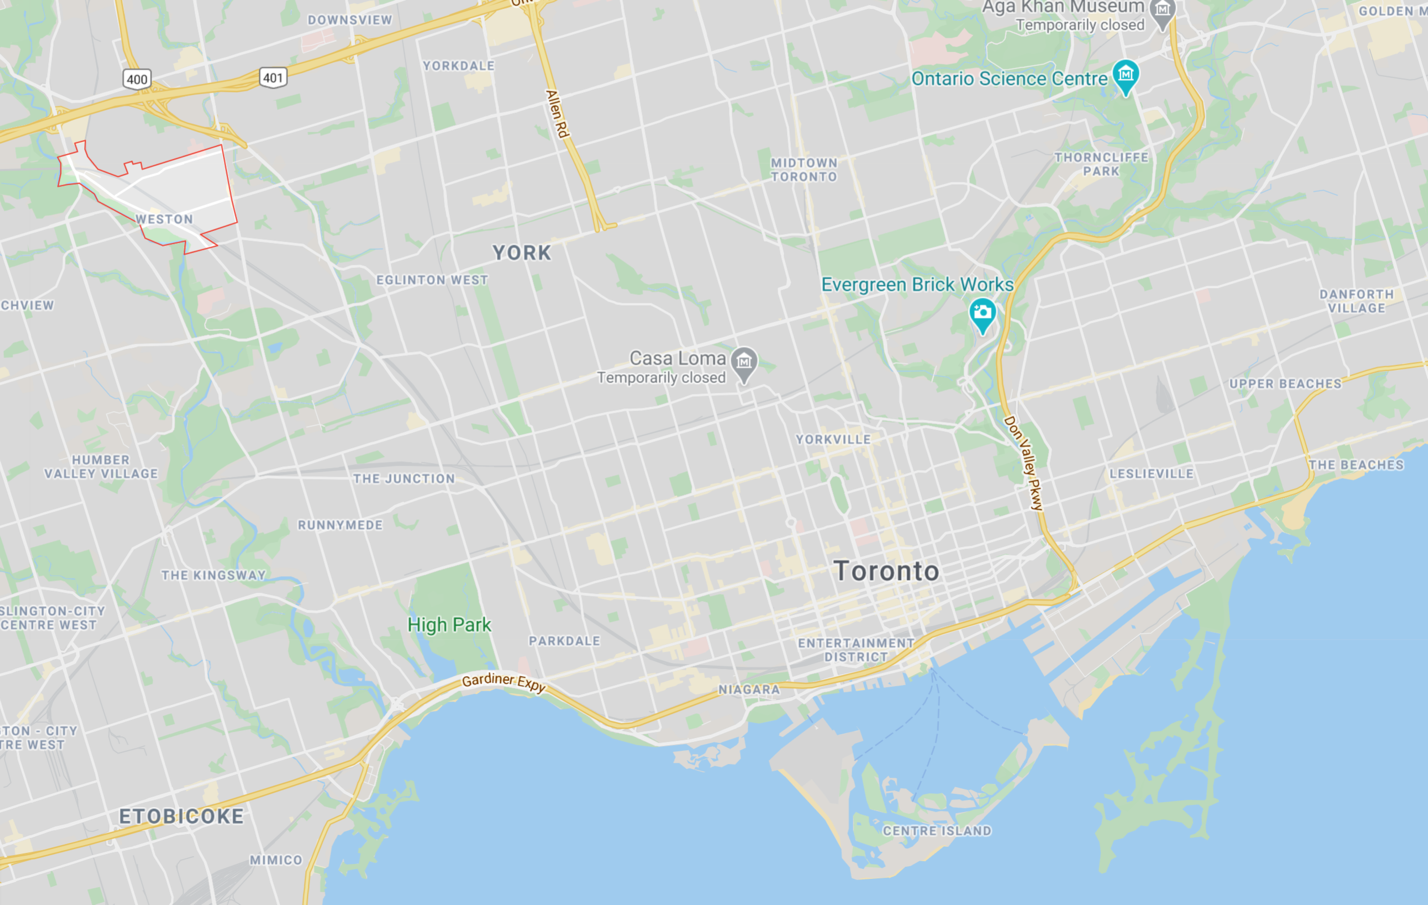 Aga Khan Museum
Temporarily closed
GOLDEN M
DOWNSVIEW
YORKDALE
400
401
Ontario Science Centre
Allen Rd
MIDTOWN
TORONTO
THORNCLIFFE
PARK
WESTON
YORK
EGLINTON WEST
Evergreen Brick Works
CHVIEW
DANFORTH
VILLAGE
Casa Loma
Temporarily closed
UPPER BEACHES
YORKVILLE
Don Valley Pkwy
HUMBER
VALLEY VILLAGE
THE JUNCTION
LESLIEVILLE
THE BEACHES
RUNNYMEDE
THE KINGSWAY
Toronto
SLINGTON-CITY
CENTRE WEST
High Park
PARKDALE
ENTERTAINMENT
DISTRICT
Gardiner Expy
NIAGARA
TON - CITY
TRE WEST
ETOBICOKE
CENTRE ISLAND
MIMICO